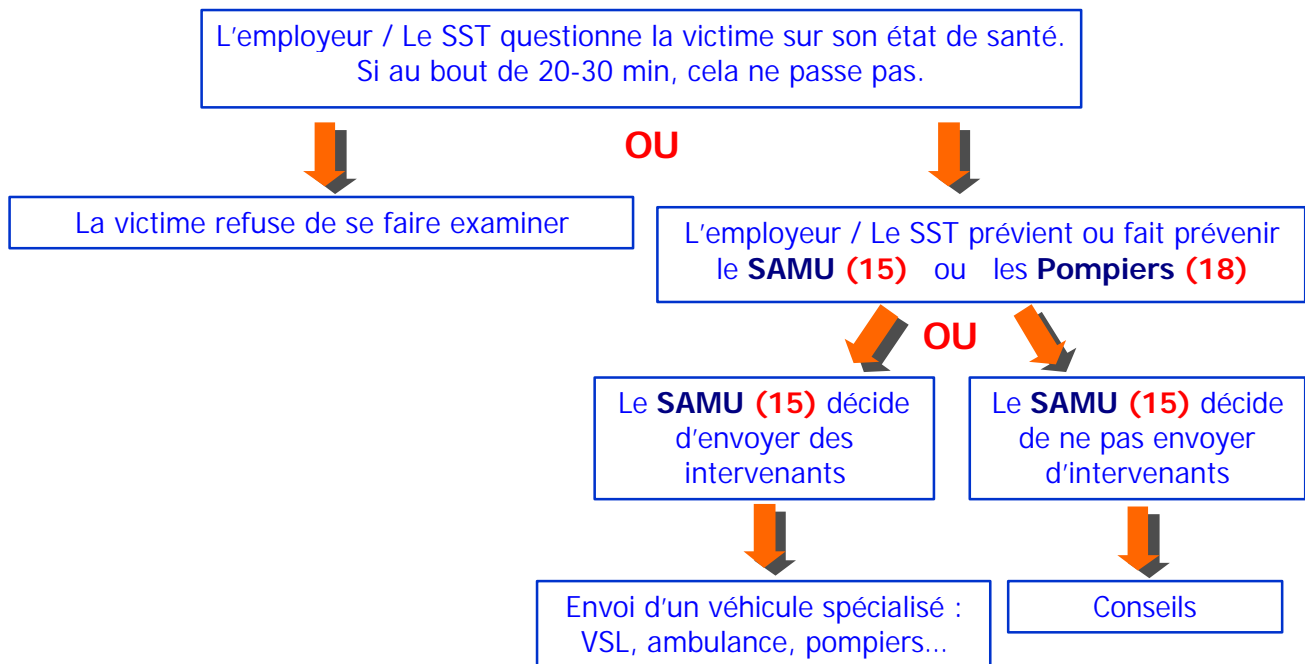 L'employeur / Le SST questionne la victime sur son état de santé.
Si au bout de 20-30 min, cela ne passe pas.
OU
La victime refuse de se faire examiner
L'employeur / Le SST prévient ou fait prévenir
le SAMU (15) ou les Pompiers (18)
OU
Le SAMU (15) décide
d'envoyer des
intervenants
Le SAMU (15) décide
de ne pas envoyer
d'intervenants
Envoi d'un véhicule spécialisé :
VSL, ambulance, pompiers...
Conseils